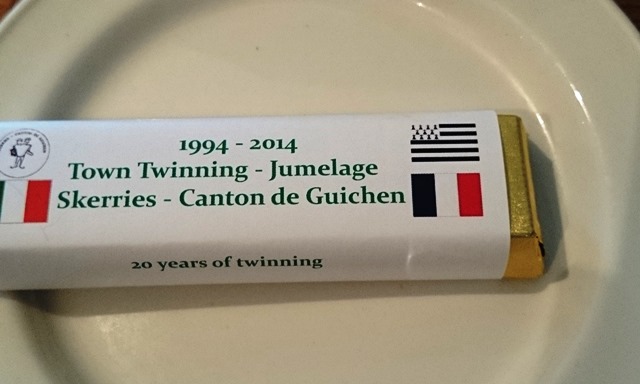 1994 - 2014
Town Twinning - Jumelage
Skerries - Canton de Guichen
20 years of twinning